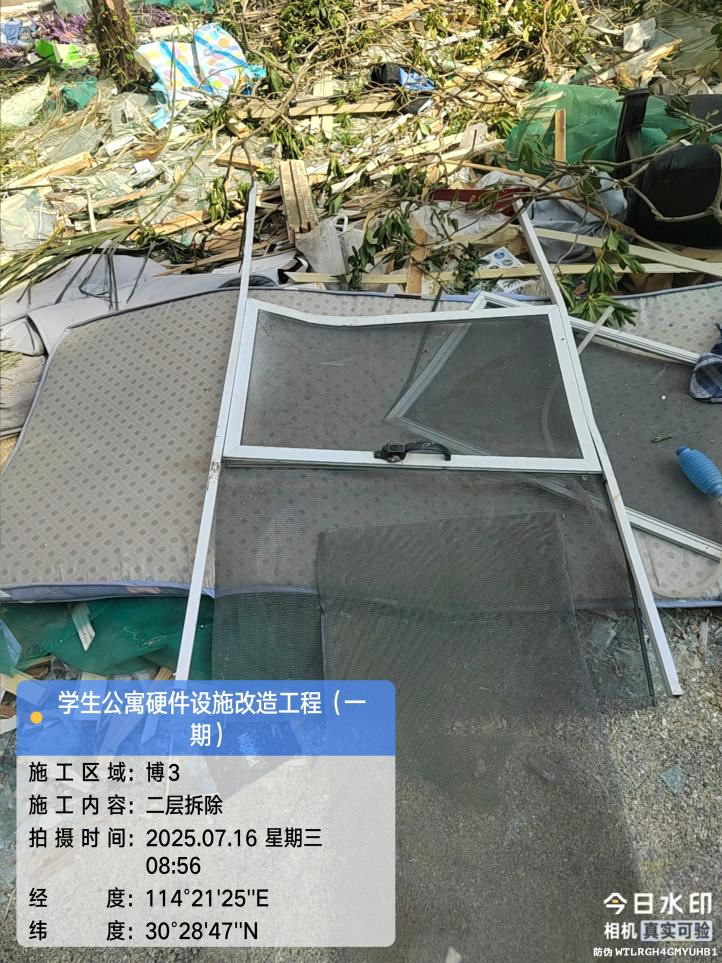 学生公寓硬件设施改造工程（一
期）
施工区域：博3
施工内容：二层拆除
拍摄时间：2025.07.16 星期三
08:56
经度：114°21'25"E
纬度：30°28'47"N
今日水印
相机 真实可验
防伪 WTLRGH4GMYUHB1